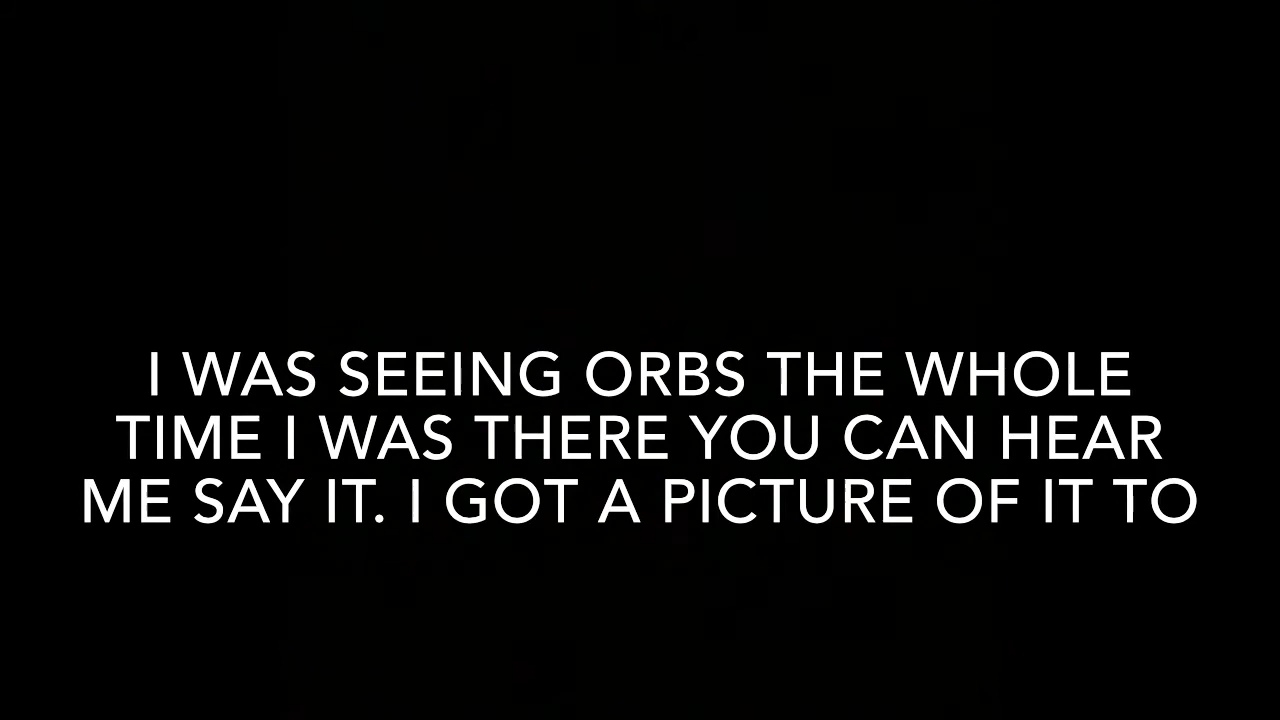 I WAS SEEING ORBS THE WHOLE
TIME I WAS THERE YOU CAN HEAR
ME SAY IT. I GOT A PICTURE OF IT TO